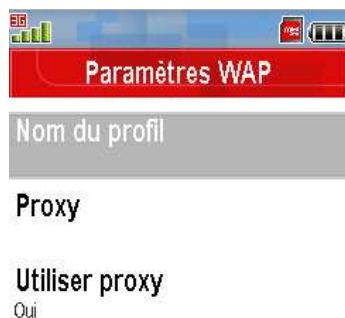 3G
Paramètres WAP
Nom du profil
Proxy
Utiliser proxy
Oui